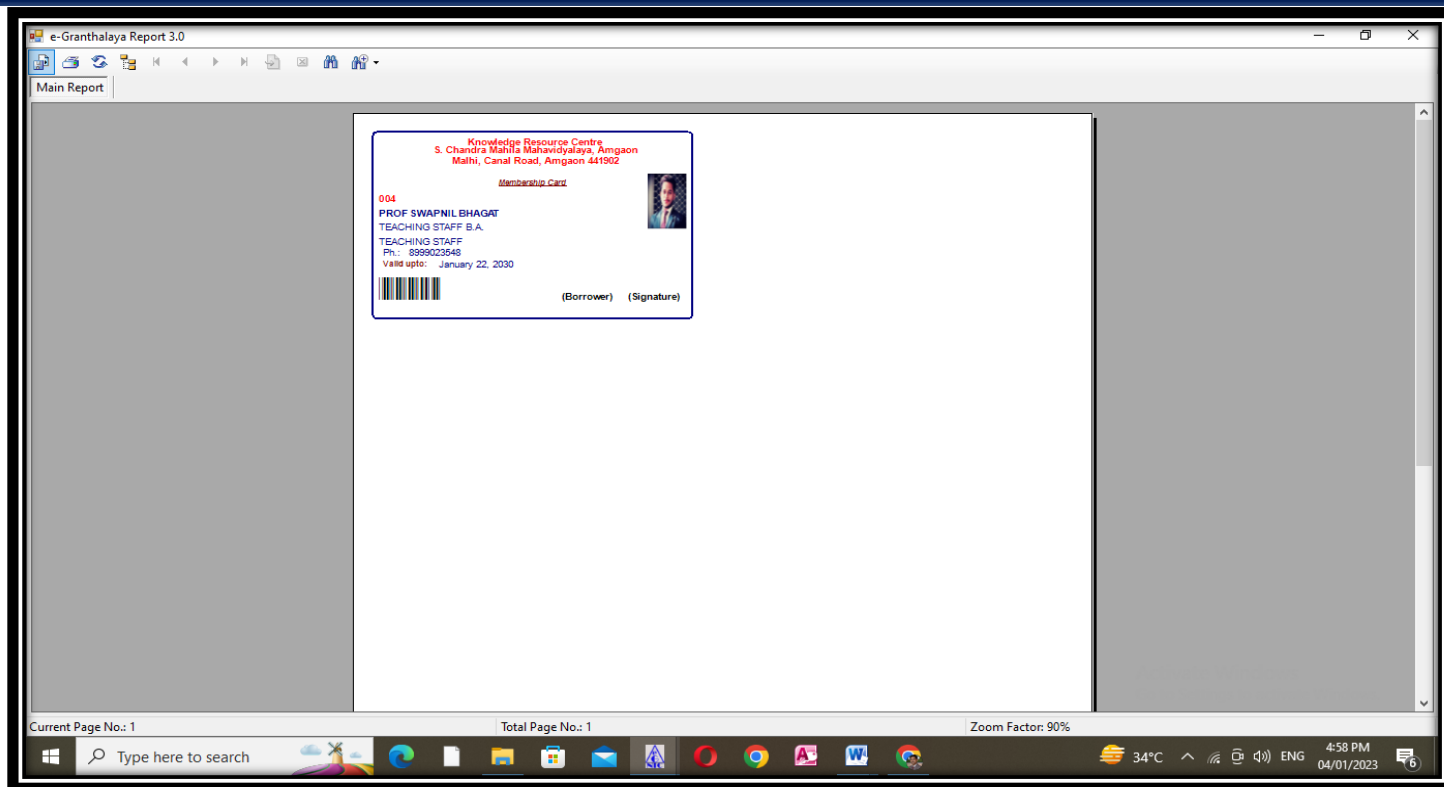 e-Granthalaya Report 3.0
Main Report
Knowledge Resource Centre
S. Chandra Mahila Mahavidyalaya, Amgaon
Malhi, Canal Road, Amgaon 441902
Membership Card
004
PROF SWAPNIL BHAGAT
TEACHING STAFF B.A.
TEACHING STAFF
Ph.: 8999023548
Valid upto: January 22, 2030
(Borrower) (Signature)
Current Page No.: 1 Total Page No.: 1 Zoom Factor: 90%
Type here to search 34°C ENG 4:58 PM
04/01/2023 6